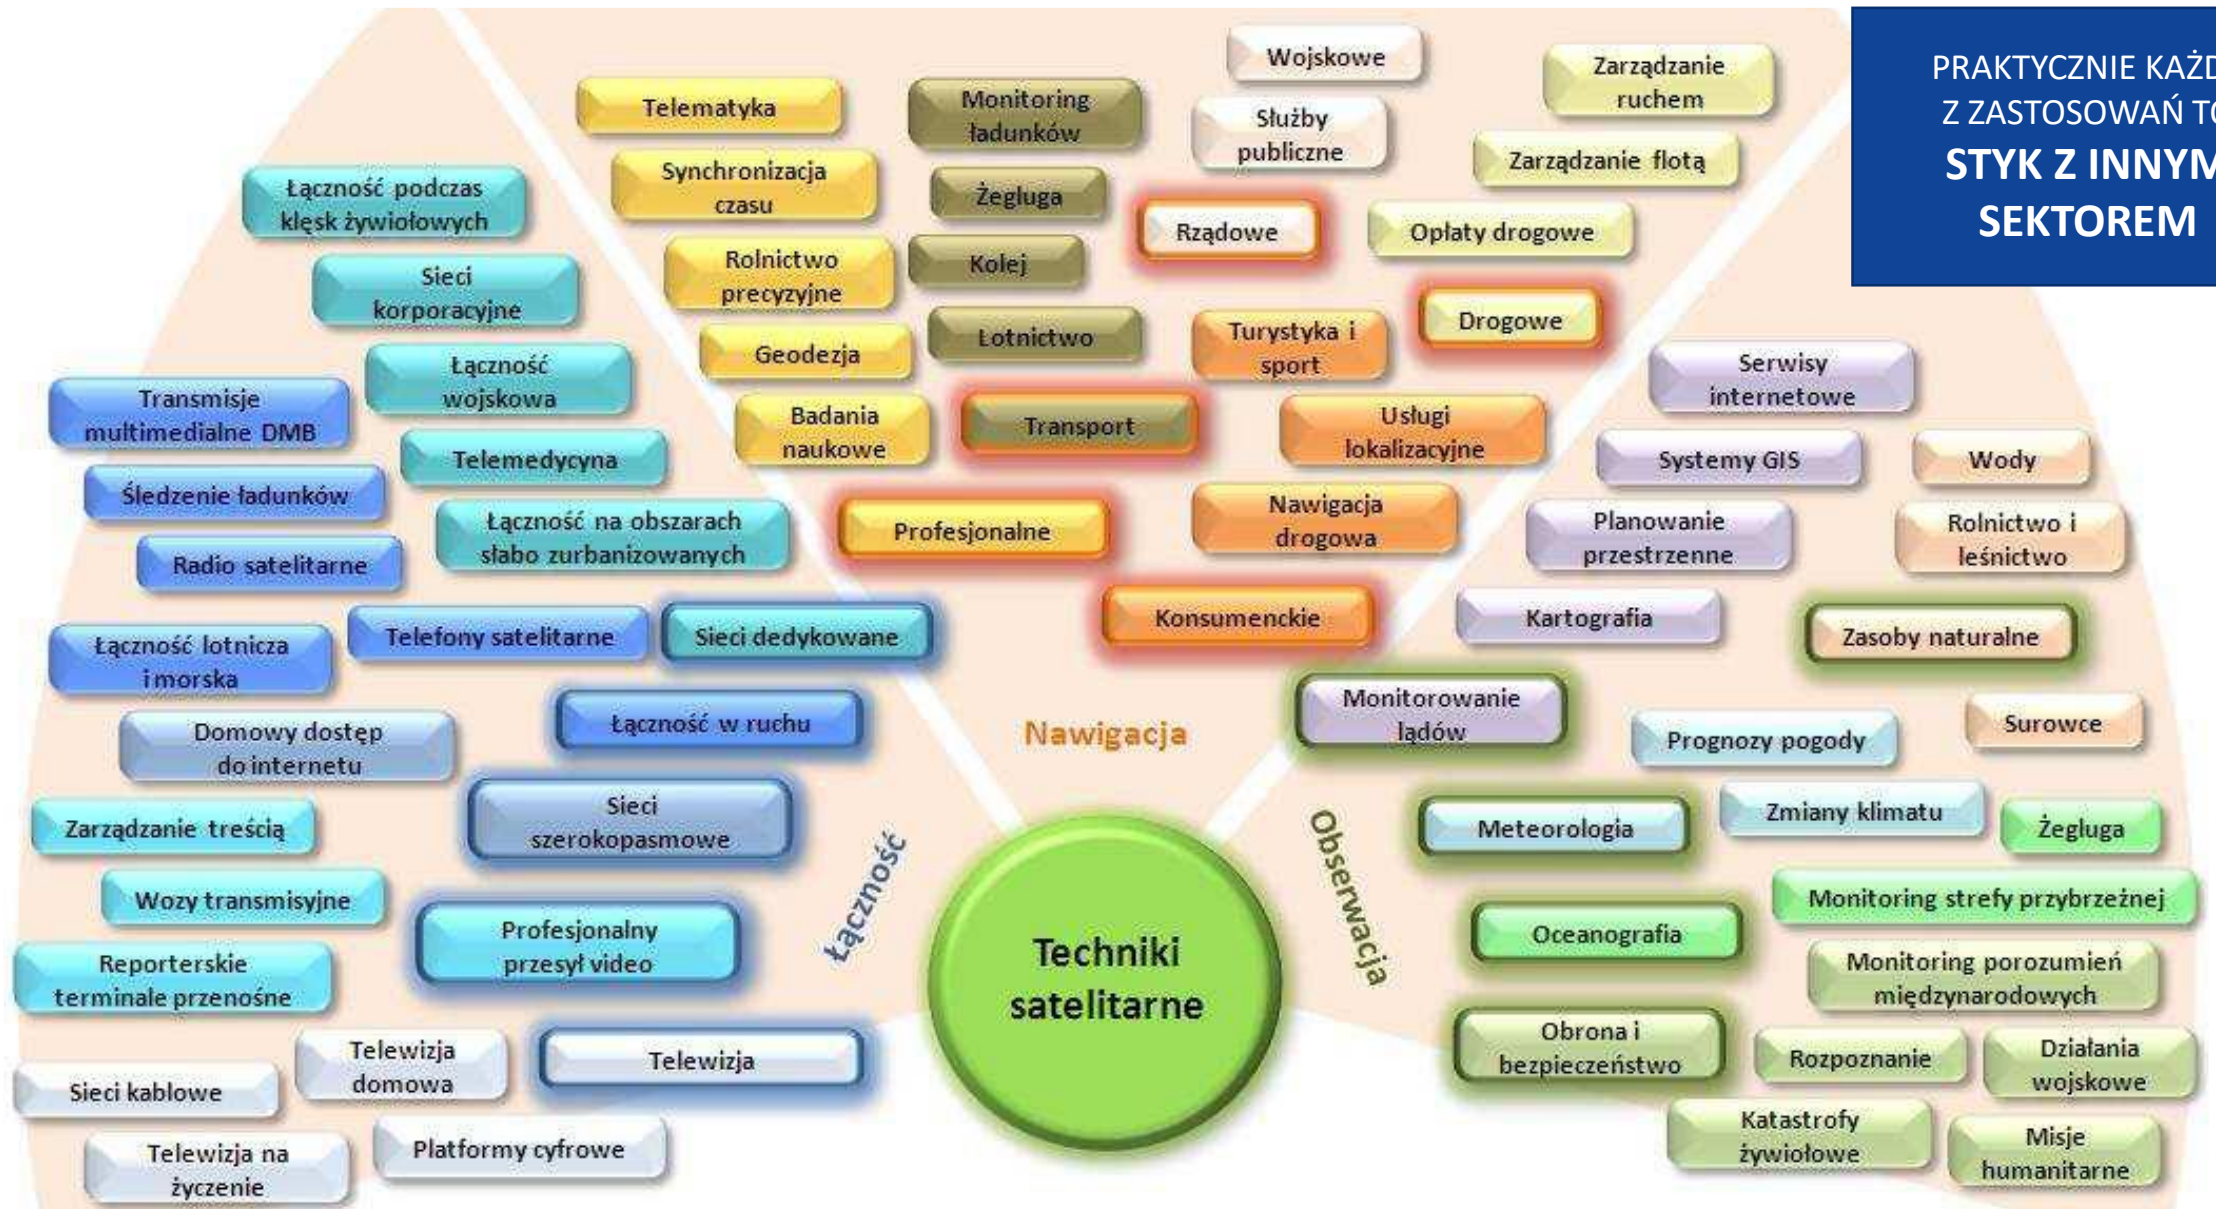 PRAKTYCZNIE KAŻD
Z ZASTOSOWAŃ TO
STYK Z INNYM
SEKTOREM
Wojskowe
Służby
publiczne
Rządowe
Zarządzanie
ruchem
Zarządzanie flotą
Opłaty drogowe
Drogowe
Telematyka
Synchronizacja
czasu
Rolnictwo
precyzyjne
Geodezja
Badania
naukowe
Profesjonalne
Monitoring
ładunków
Żegluga
Kolej
Lotnictwo
Transport
Turystyka i
sport
Usługi
lokalizacyjne
Nawigacja
drogowa
Konsumenckie
Nawigacja
Łączność podczas
klęsk żywiołowych
Sieci
korporacyjne
Łączność
wojskowa
Telemedycyna
Łączność na obszarach
słabo zurbanizowanych
Sieci dedykowane
Transmisje
multimedialne DMB
Śledzenie ładunków
Radio satelitarne
Telefony satelitarne
Łączność lotnicza
i morska
Łączność w ruchu
Domowy dostęp
do internetu
Sieci
szerokopasmowe
Zarządzanie treścią
Wozy transmisyjne
Reporterskie
terminale przenośne
Profesjonalny
przesył video
Telewizja
domowa
Telewizja
Sieci kablowe
Platformy cyfrowe
Telewizja na
życzenie
Łączność
Techniki
satelitarne
Obserwacja
Serwisy
internetowe
Systemy GIS
Planowanie
przestrzenne
Kartografia
Monitorowanie
lądów
Wody
Rolnictwo i
leśnictwo
Zasoby naturalne
Surowce
Prognozy pogody
Zmiany klimatu
Meteorologia
Żegluga
Monitoring strefy przybrzeżnej
Oceanografia
Monitoring porozumień
międzynarodowych
Obrona i
bezpieczeństwo
Rozpoznanie
Działania
wojskowe
Katastrofy
żywiołowe
Misje
humanitarne